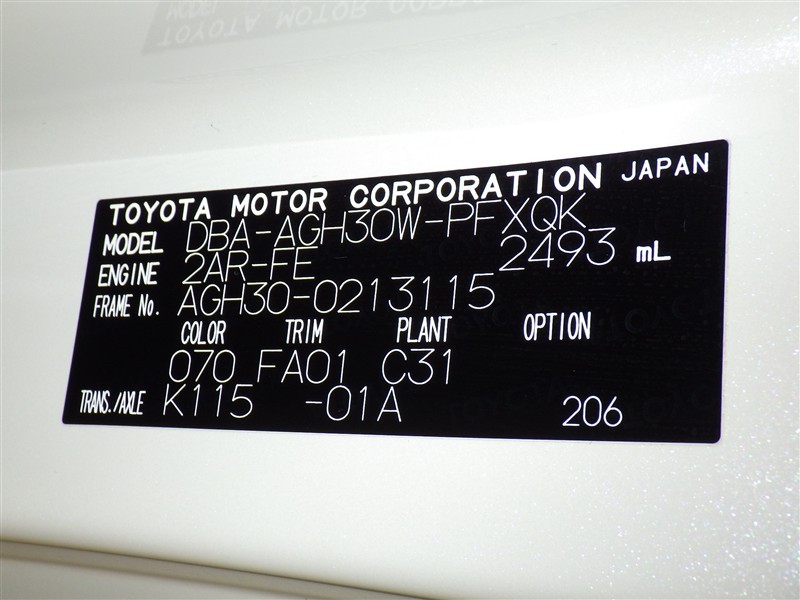 TOYOTA MOTOR CORPORATION JAPAN
MODEL DBA-AGH30W-PFXQK
ENGINE 2AR-FE 2493 mL
FRAME No. AGH30-0213115
COLOR TRIM PLANT OPTION
070 FA01 C31
TRANS./AXLE K115 -01A 206